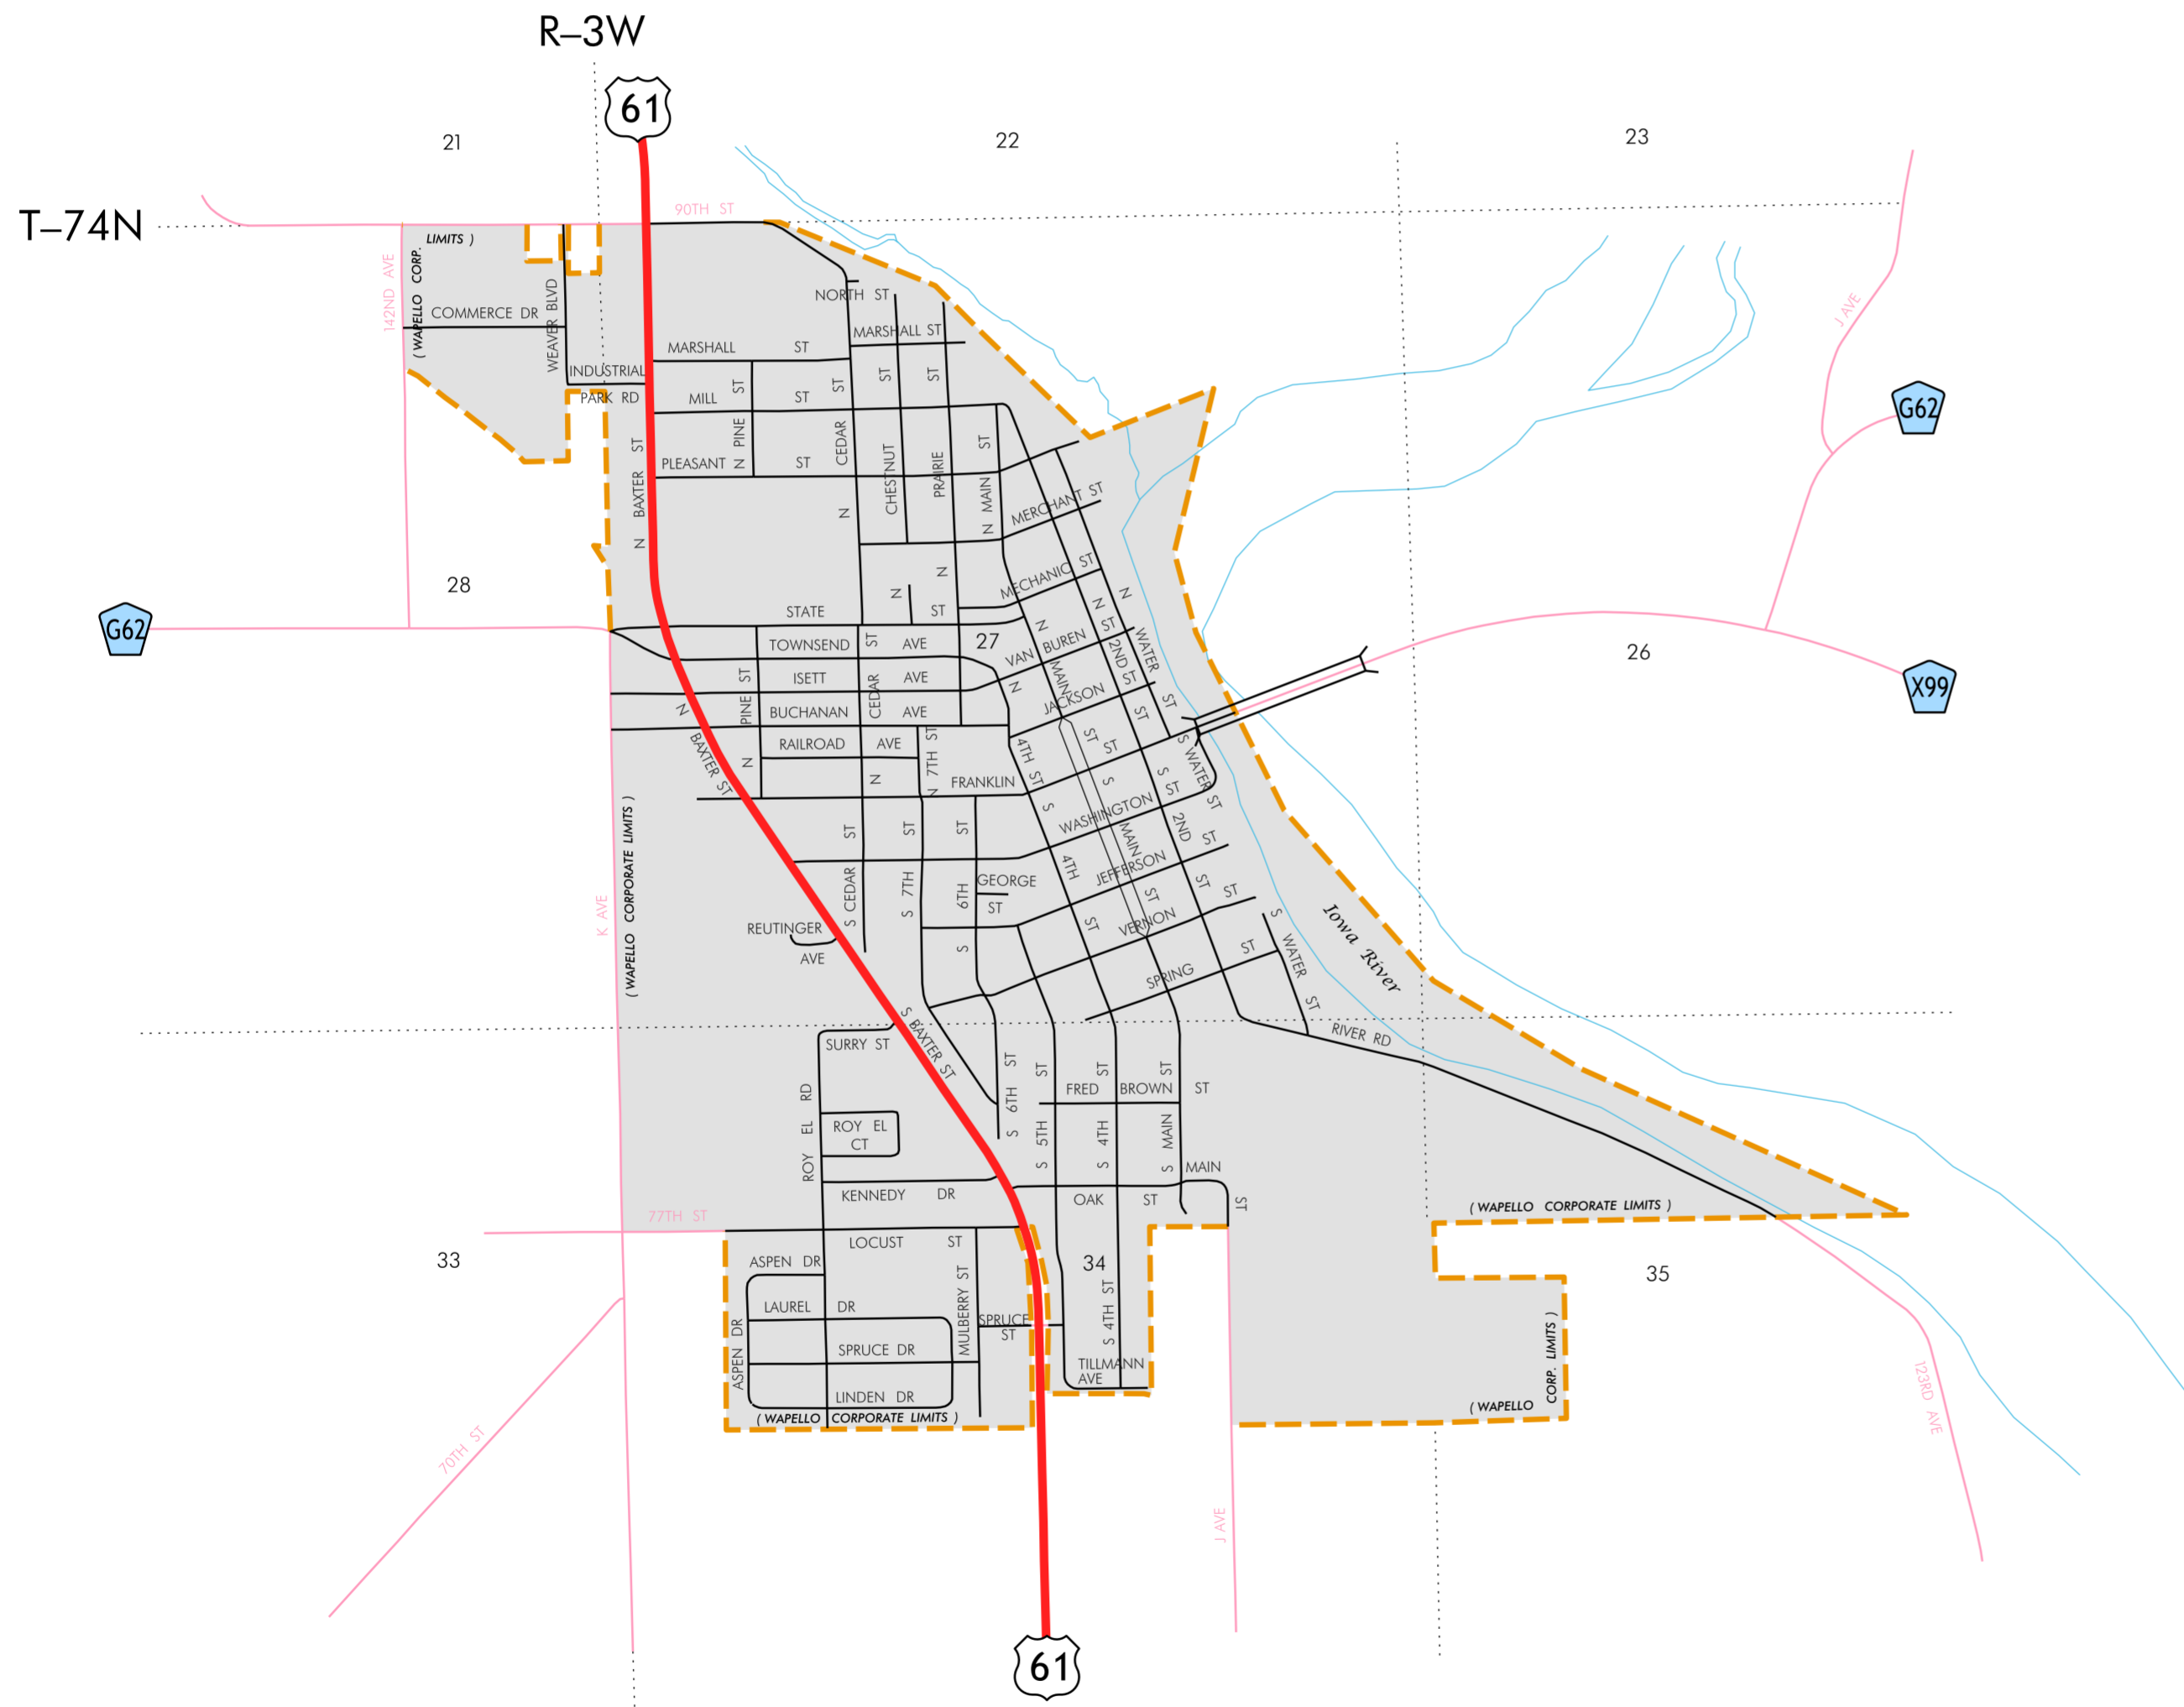 R–3W
61
21
22
23
T–74N
90TH ST
LIMITS )
( WAPELLO CORP.
142ND AVE
COMMERCE DR
WEAVER BLVD
INDUSTRIAL
PARK RD
NORTH ST
MARSHALL ST
MARSHALL ST
MILL ST
PLEASANT ST
N PINE ST
N BAXTER ST
N CEDAR ST
N CHESTNUT ST
N PRAIRIE ST
N MAIN ST
MERCHANT ST
MECHANIC ST
J AVE
G62
28
G62
STATE ST
TOWNSEND AVE
27
VAN BUREN ST
ISETT AVE
JACKSON ST
BUCHANAN AVE
RAILROAD AVE
FRANKLIN ST
N PINE ST
N CEDAR ST
N 7TH ST
N 4TH ST
N MAIN ST
N 2ND ST
N WATER ST
N BAXTER ST
26
X99
S WATER ST
WASHINGTON ST
S MAIN ST
S 2ND ST
S 4TH ST
JEFFERSON ST
GEORGE
ST
VERNON ST
SPRING ST
S CEDAR ST
S 7TH ST
S 6TH ST
REUTINGER
AVE
K AVE
( WAPELLO CORPORATE LIMITS )
Iowa River
S WATER ST
RIVER RD
S BAXTER ST
SURRY ST
ROY EL RD
ROY EL
CT
S 6TH ST
S 5TH ST
S 4TH ST
S MAIN ST
FRED BROWN ST
KENNEDY DR
OAK ST
MAIN
ST
77TH ST
LOCUST ST
33
34
35
( WAPELLO CORPORATE LIMITS )
ASPEN DR
LAUREL DR
ASPEN DR
SPRUCE DR
LINDEN DR
MULBERRY ST
SPRUCE
ST
S 4TH ST
TILLMANN
AVE
( WAPELLO CORPORATE LIMITS )
( WAPELLO
CORP. LIMITS )
70TH ST
J AVE
123RD AVE
61